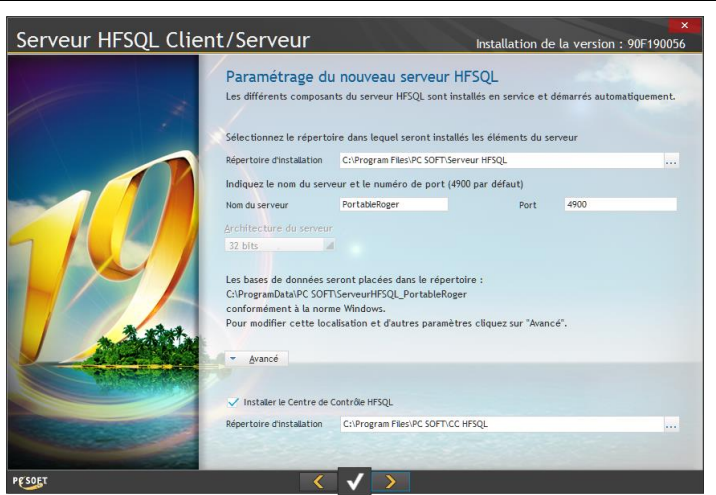 Serveur HFSQL Client/Serveur
Installation de la version : 90F190056
Paramétrage du nouveau serveur HFSQL
Les différents composants du serveur HFSQL sont installés en service et démarrés automatiquement.
Sélectionnez le répertoire dans lequel seront installés les éléments du serveur
Répertoire d'installation C:\Program Files\PC SOFT\Serveur HFSQL ...
Indiquez le nom du serveur et le numéro de port (4900 par défaut)
Nom du serveur PortableRoger Port 4900
Architecture du serveur
32 bits
Les bases de données seront placées dans le répertoire :
C:\ProgramData\PC SOFT\ServeurHFSQL_PortableRoger
conformément à la norme Windows.
Pour modifier cette localisation et d'autres paramètres cliquez sur "Avancé".
Avancé
Installer le Centre de Contrôle HFSQL
Répertoire d'installation C:\Program Files\PC SOFT\CC HFSQL ...
19
PC SOFT